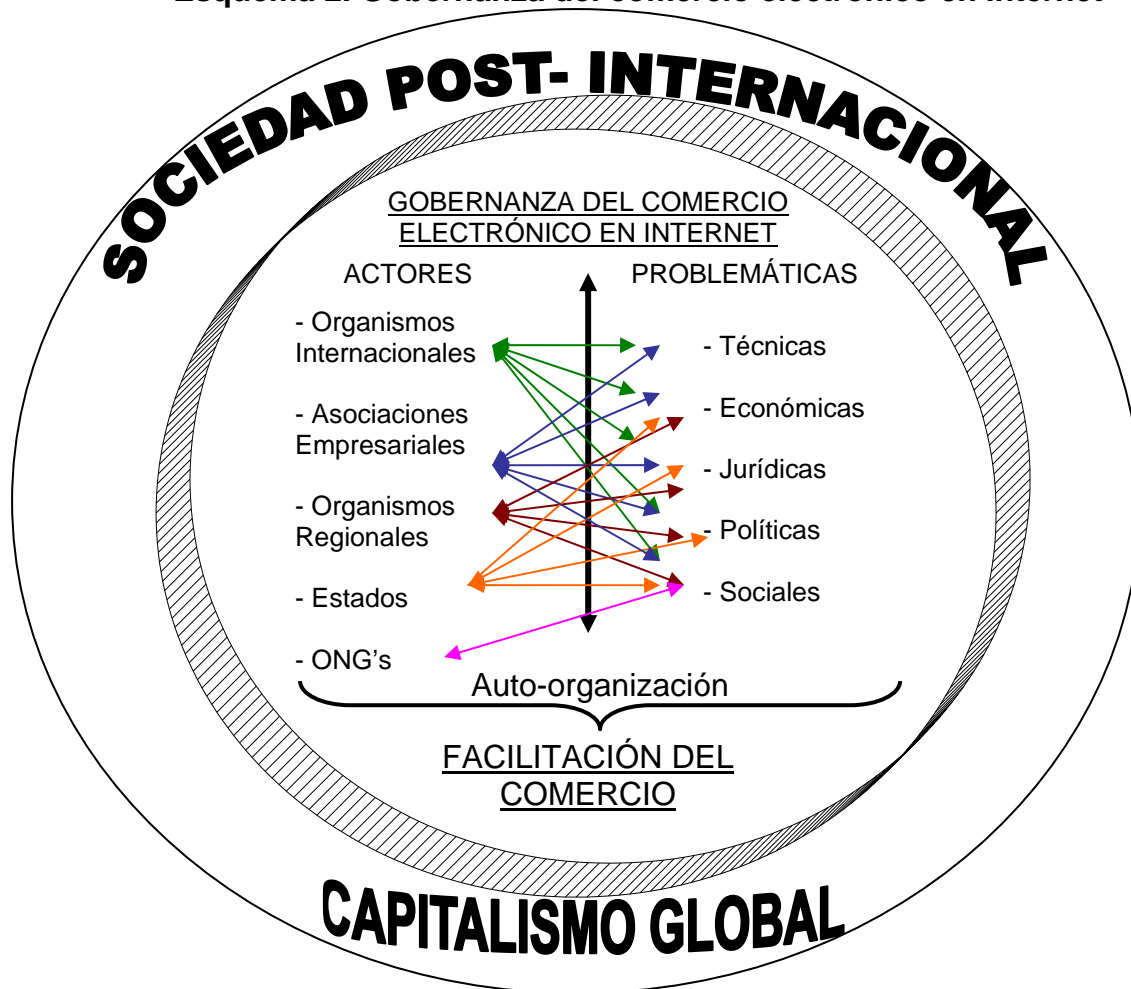 SOCIEDAD POST- INTERNACIONAL
GOBERNANZA DEL COMERCIO
ELECTRÓNICO EN INTERNET
ACTORES
PROBLEMÁTICAS
- Organismos
Internacionales
- Asociaciones
Empresariales
- Organismos
Regionales
- Estados
- ONG’s
- Técnicas
- Económicas
- Jurídicas
- Políticas
- Sociales
Auto-organización
FACILITACIÓN DEL
COMERCIO
CAPITALISMO GLOBAL